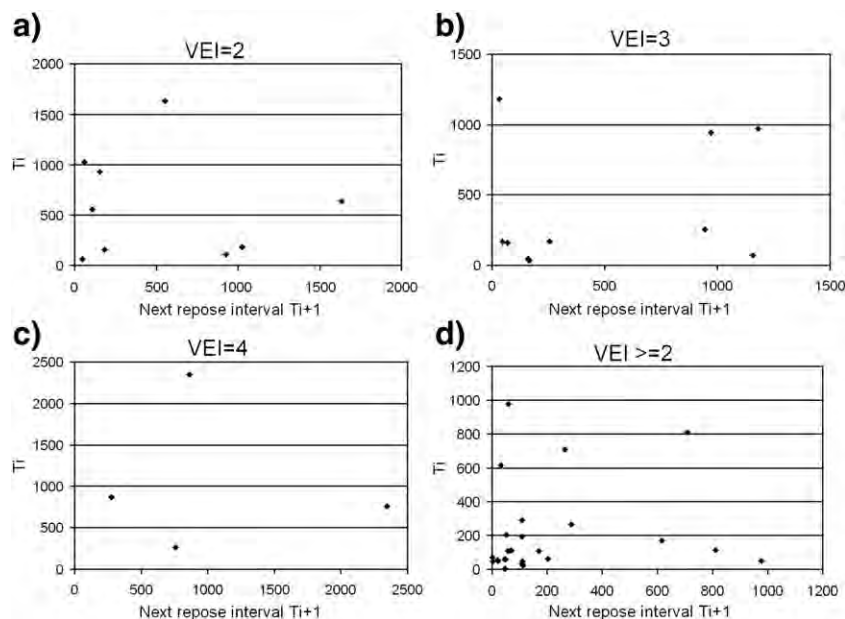 a)
VEI=2
2000
1500
1000
500
0
Ti
0 500 1000 1500 2000
Next repose interval Ti+1
b)
VEI=3
1500
1000
500
0
Ti
0 500 1000 1500
Next repose interval Ti+1
c)
VEI=4
2500
2000
1500
1000
500
0
Ti
0 500 1000 1500 2000 2500
Next repose interval Ti+1
d)
VEI >=2
1200
1000
800
600
400
200
0
Ti
0 200 400 600 800 1000 1200
Next repose interval Ti+1